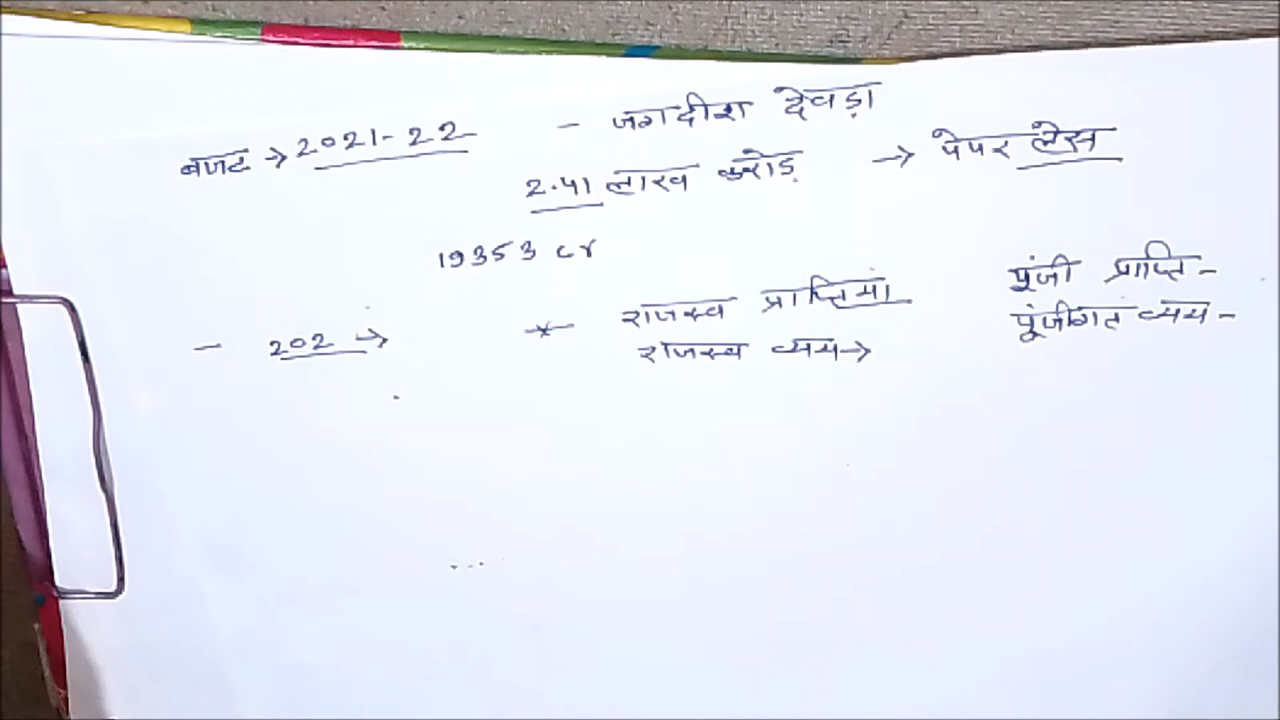 बजट → 2021-22 - जगदीश देवड़ा
2.41 लाख करोड़ → पेपर लेस
19353 cr
- 202 → * राजस्व प्राप्तियां पूंजी प्राप्ति -
राजस्व व्यय → पूंजीगत व्यय -